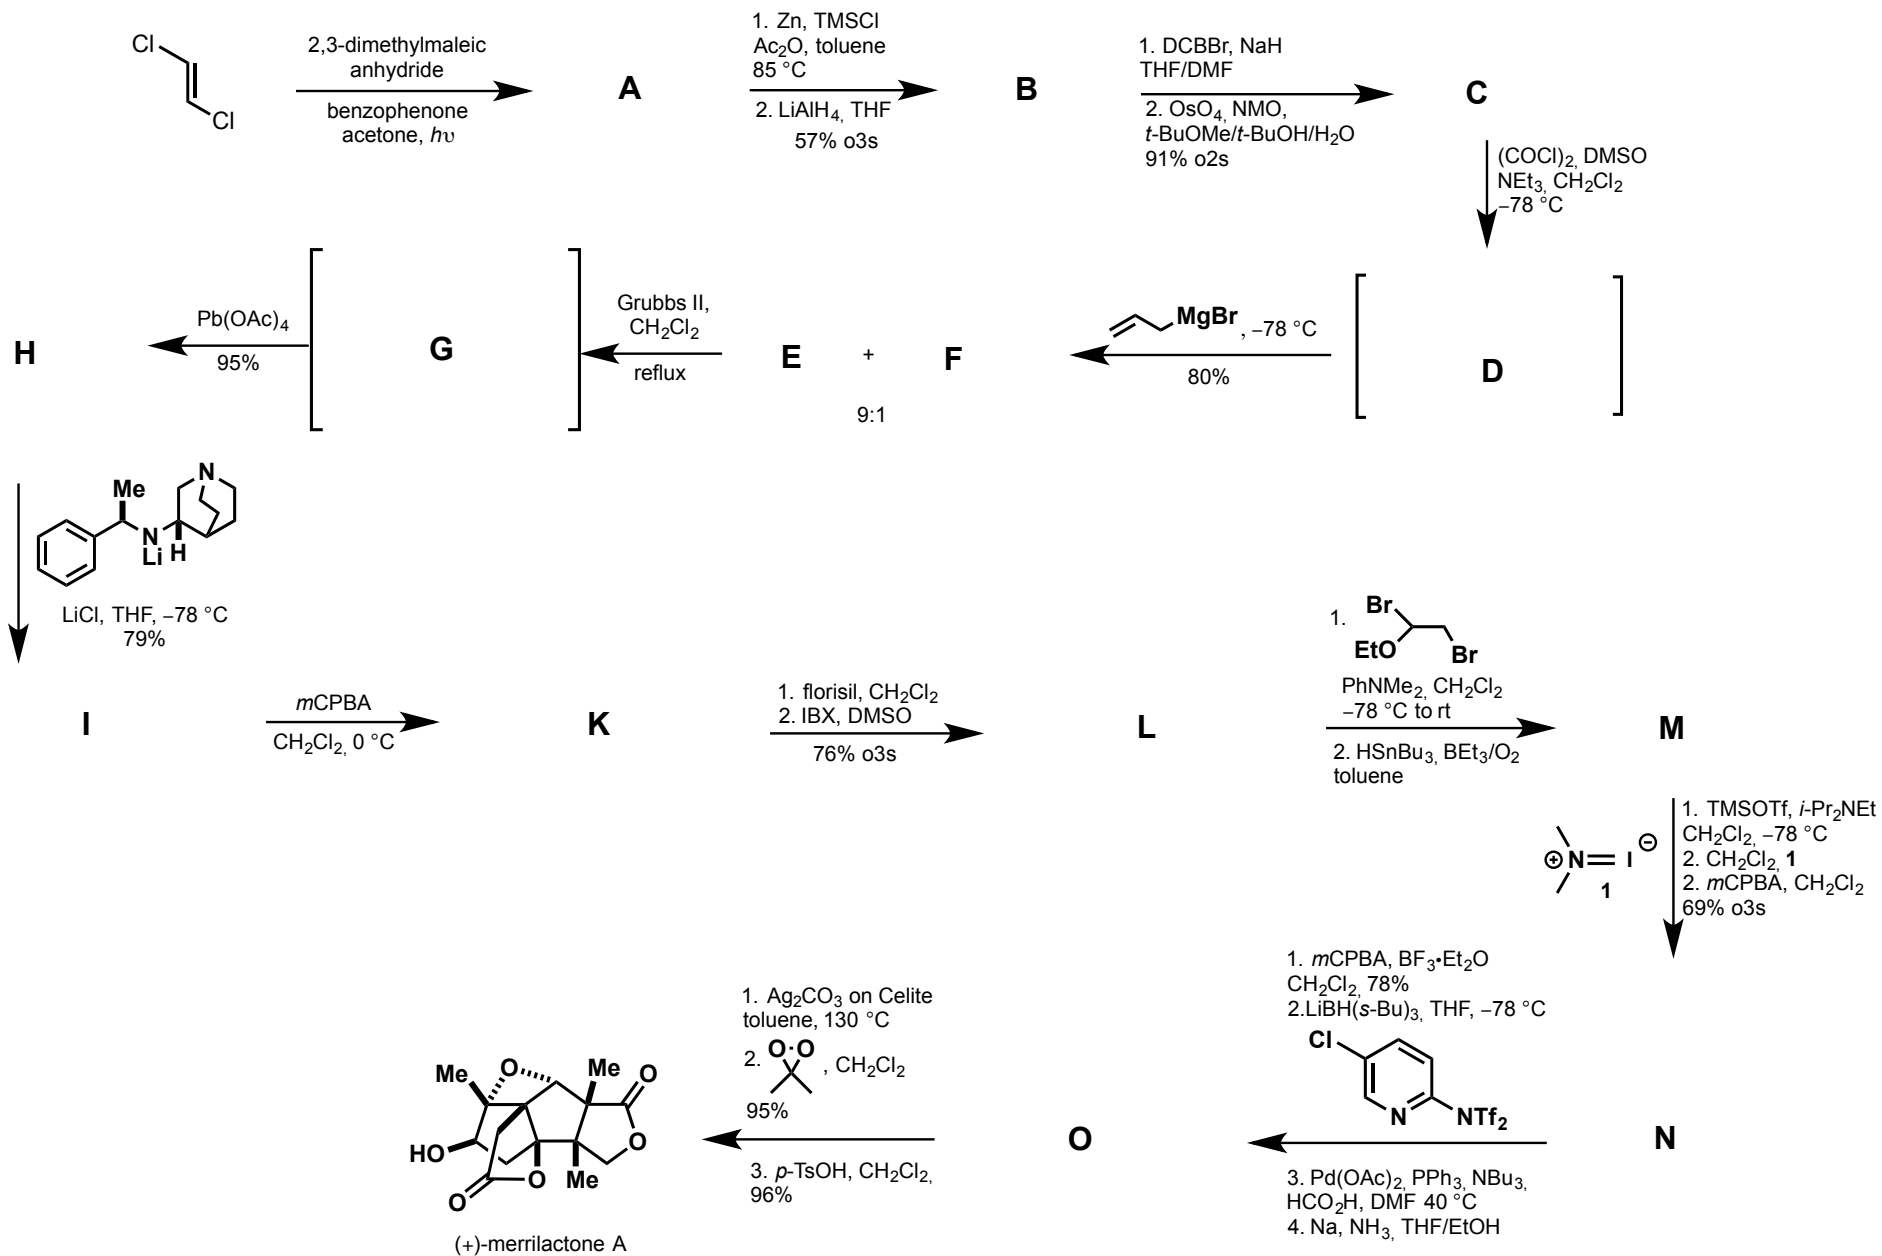 Cl
Cl
2,3-dimethylmaleic
anhydride
benzophenone
acetone, hυ
A
1. Zn, TMSCl
Ac2O, toluene
85 °C
2. LiAlH4, THF
57% o3s
B
1. DCBBr, NaH
THF/DMF
2. OsO4, NMO,
t-BuOMe/t-BuOH/H2O
91% o2s
C
(COCl)2, DMSO
NEt3, CH2Cl2
–78 °C
D
MgBr , –78 °C
80%
E + F
9:1
Grubbs II,
CH2Cl2
reflux
G
Pb(OAc)4
95%
H
N
Me
N
Li
H
LiCl, THF, –78 °C
79%
I
mCPBA
CH2Cl2, 0 °C
K
1. florisil, CH2Cl2
2. IBX, DMSO
76% o3s
L
1.
Br
EtO
Br
PhNMe2, CH2Cl2
–78 °C to rt
2. HSnBu3, BEt3/O2
toluene
M
1. TMSOTf, i-Pr2NEt
CH2Cl2, –78 °C
2. CH2Cl2, 1
2. mCPBA, CH2Cl2
69% o3s
⊕ N I ⊖
1
N
1. mCPBA, BF3•Et2O
CH2Cl2, 78%
2.LiBH(s-Bu)3, THF, –78 °C
Cl
N
NTf2
3. Pd(OAc)2, PPh3, NBu3,
HCO2H, DMF 40 °C
4. Na, NH3, THF/EtOH
O
1. Ag2CO3 on Celite
toluene, 130 °C
O O
2. , CH2Cl2
95%
3. p-TsOH, CH2Cl2,
96%
Me
O
Me
O
O
HO
O
O
Me
(+)-merrilactone A